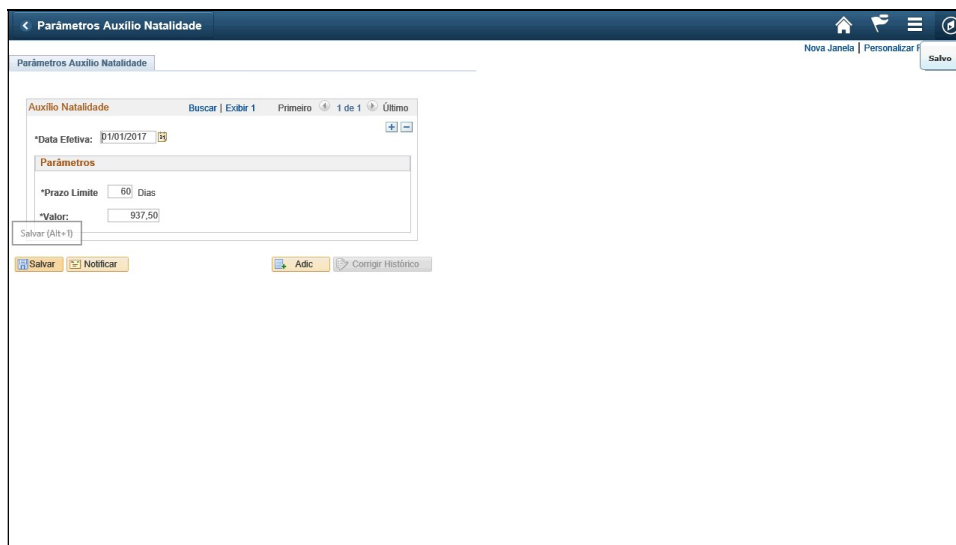 Parâmetros Auxílio Natalidade
Nova Janela | Personalizar
Salvo
Parâmetros Auxílio Natalidade
Auxílio Natalidade Buscar | Exibir 1 Primeiro 1 de 1 Último
*Data Efetiva: 01/01/2017
Parâmetros
*Prazo Limite 60 Dias
*Valor: 937,50
Salvar (Alt+1)
Salvar Notificar Adic Corrigir Histórico